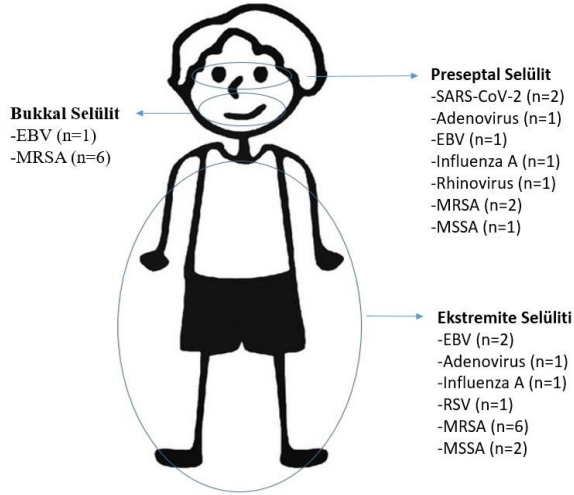 Bukkal Selülit
-EBV (n=1)
-MRSA (n=6)
Preseptal Selülit
-SARS-CoV-2 (n=2)
-Adenovirus (n=1)
-EBV (n=1)
-Influenza A (n=1)
-Rhinovirus (n=1)
-MRSA (n=2)
-MSSA (n=1)
Ekstremite Selüliti
-EBV (n=2)
-Adenovirus (n=1)
-Influenza A (n=1)
-RSV (n=1)
-MRSA (n=6)
-MSSA (n=2)